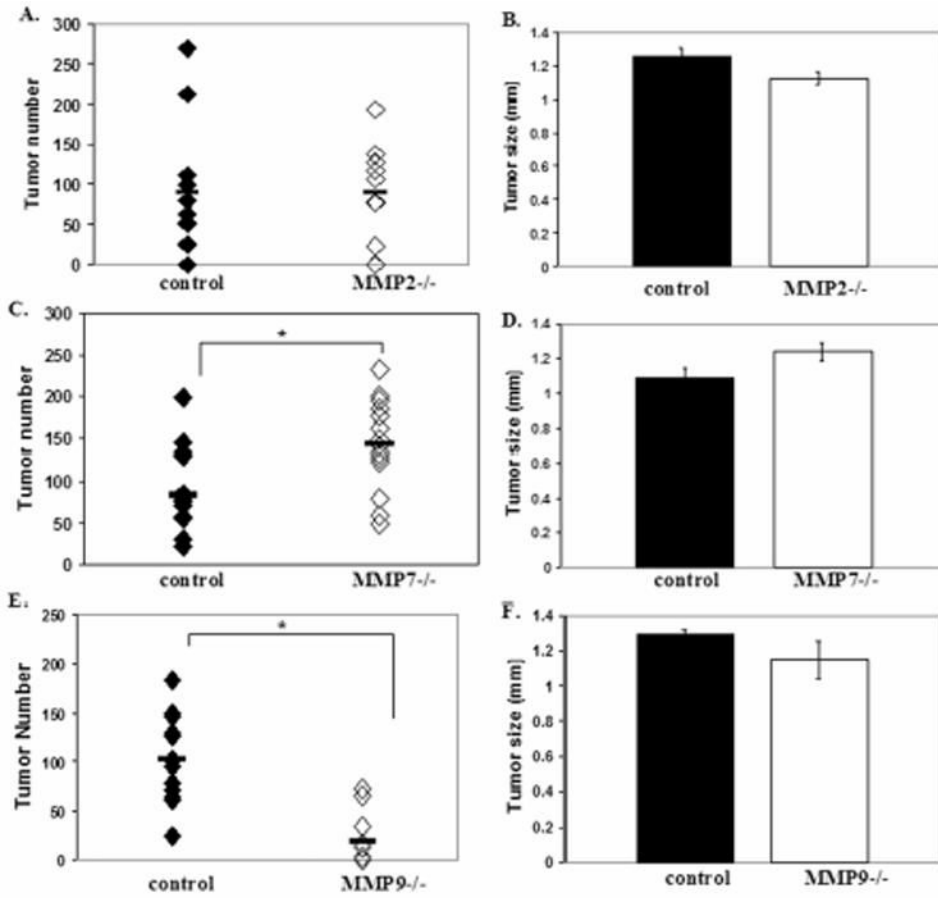 A.
300
250
200
150
100
50
0
Tumor number
control
MMP2-/-
B.
1.4
1.2
1
0.8
0.6
0.4
0.2
0
Tumor size (mm)
control
MMP2-/-
C.
300
250
200
150
100
50
0
Tumor number
*
control
MMP7-/-
D.
1.4
1.2
1
0.8
0.6
0.4
0.2
0
Tumor size (mm)
control
MMP7-/-
E.
250
200
150
100
50
0
Tumor Number
*
control
MMP9-/-
F.
1.4
1.2
1
0.8
0.6
0.4
0.2
0
Tumor size (mm)
control
MMP9-/-